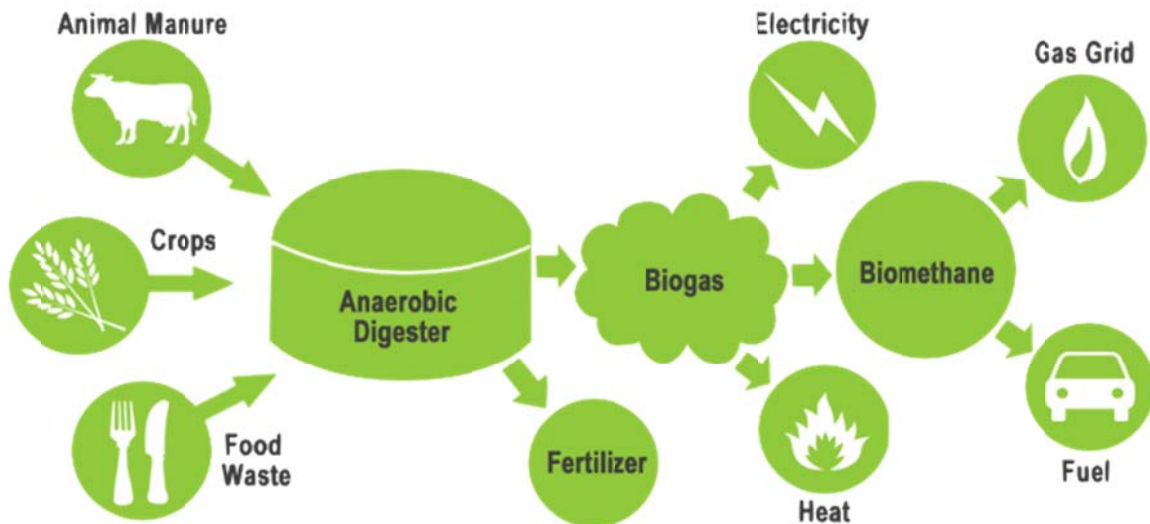 Animal Manure
Electricity
Gas Grid
Crops
Anaerobic
Digester
Biogas
Biomethane
Food
Waste
Fertilizer
Heat
Fuel